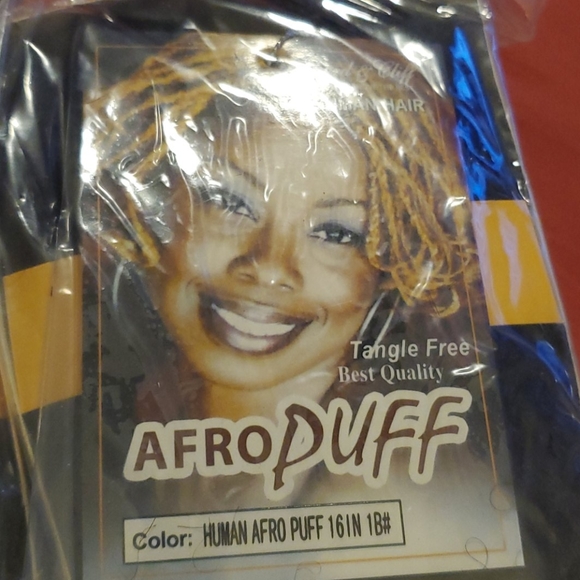 HUMAN HAIR
Tangle Free
Best Quality
AFRO PUFF
Color: HUMAN AFRO PUFF 16IN 1B#